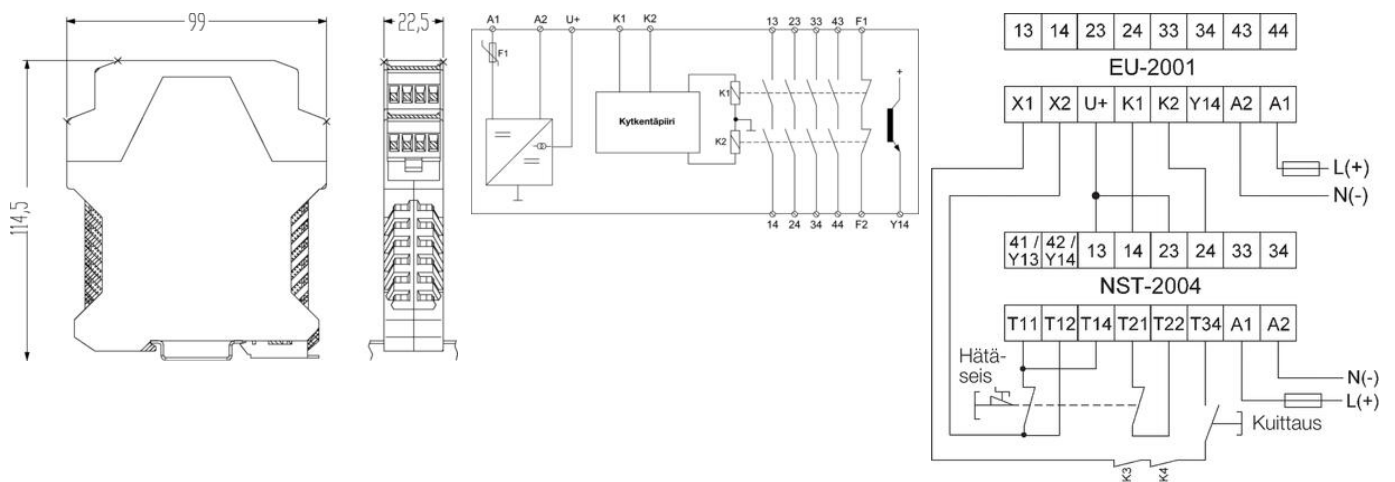 99
114,5
22,5
A1 A2 U+ K1 K2 13 23 33 43 F1
F1
K1
+
Kytkentäpiiri
K2
14 24 34 44 F2 Y14
13 14 23 24 33 34 43 44
EU-2001
X1 X2 U+ K1 K2 Y14 A2 A1
L(+)
N(-)
41 / Y13 42 / Y14 13 14 23 24 33 34
NST-2004
T11 T12 T14 T21 T22 T34 A1 A2
Hätä-
seis
N(-)
L(+)
Kuittaus
K3 K4